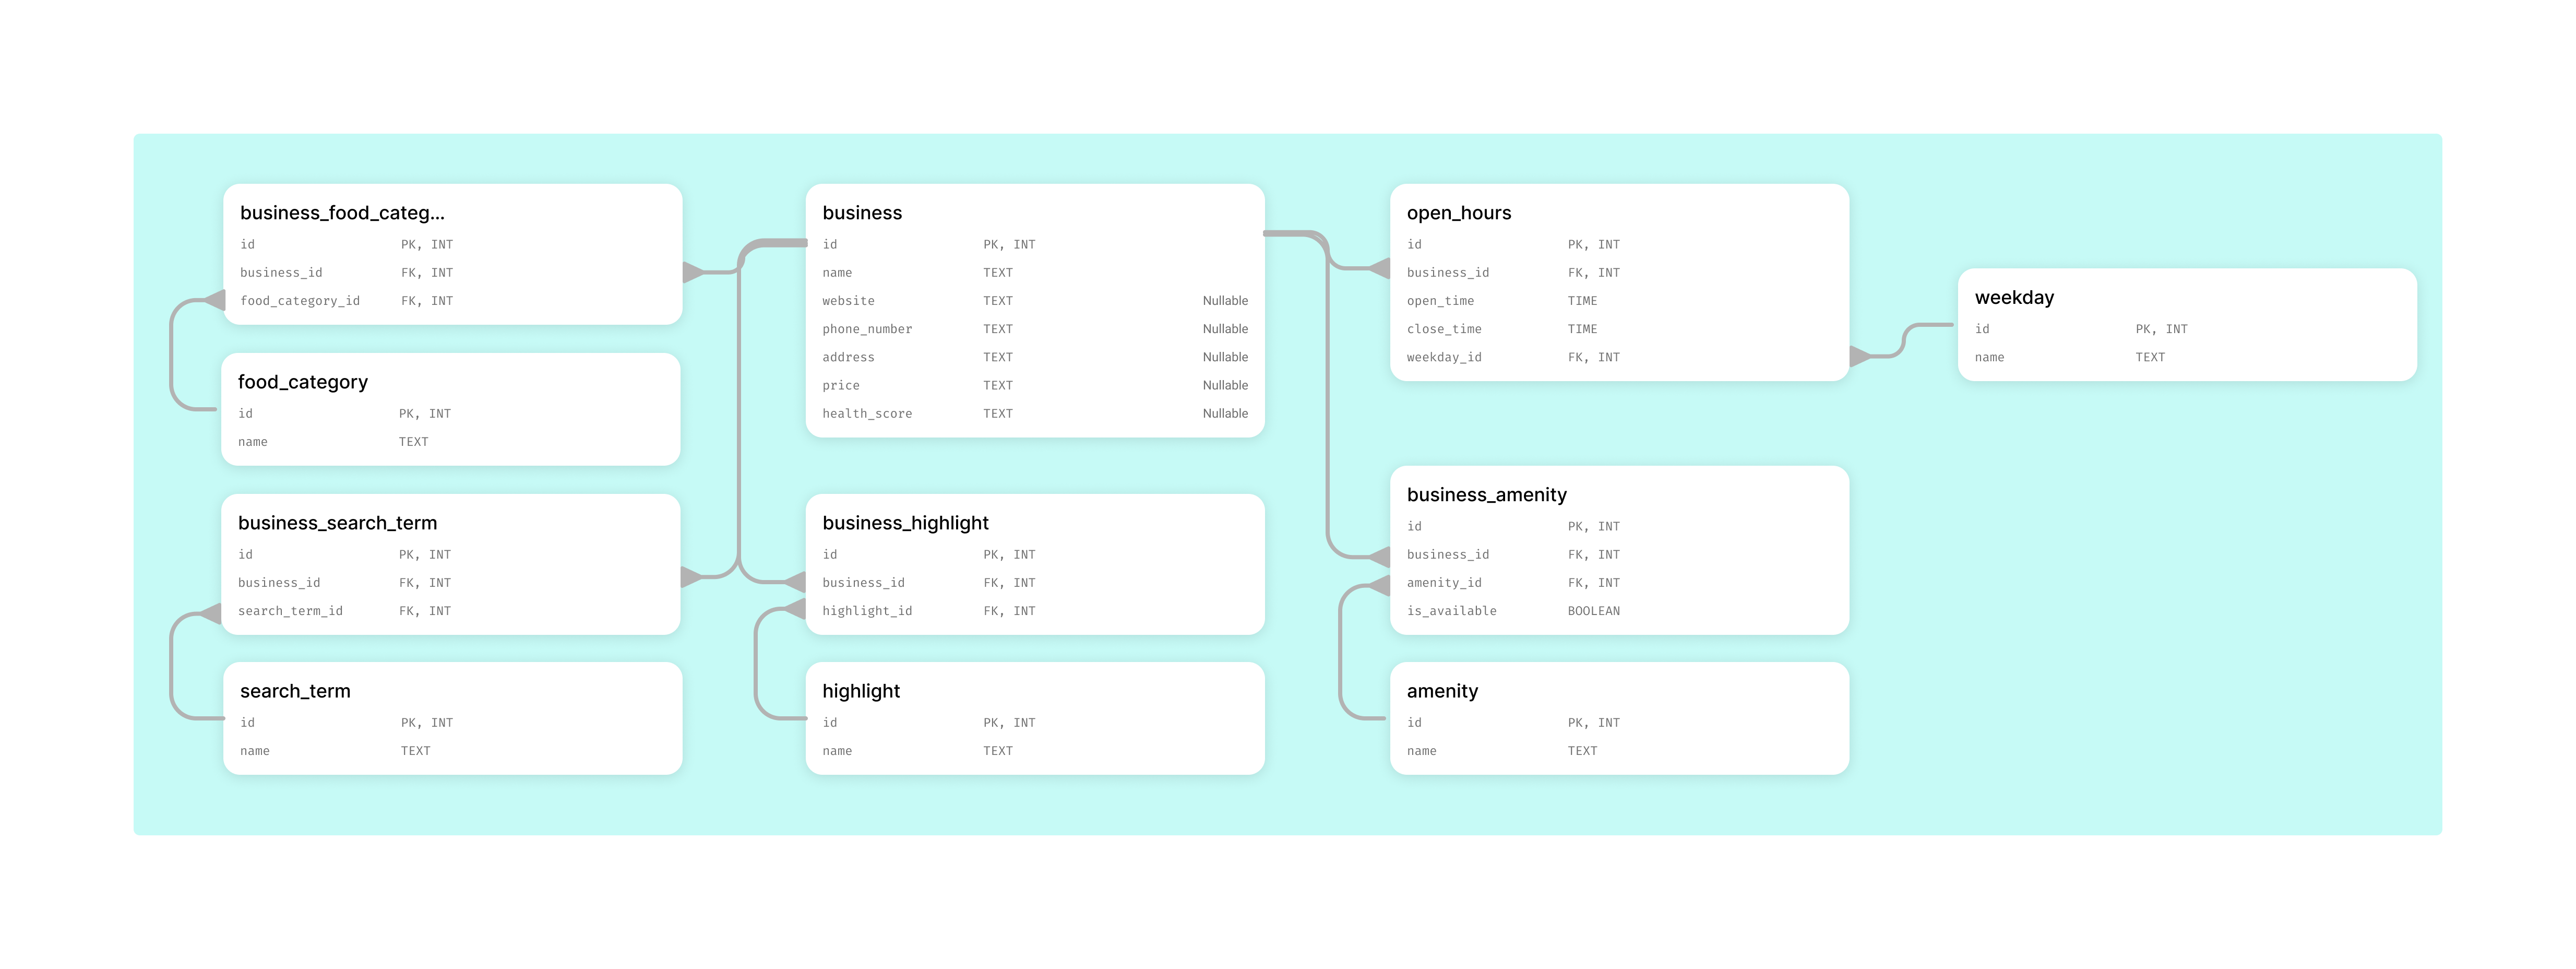 business_food_categ...
id PK, INT
business_id FK, INT
food_category_id FK, INT
food_category
id PK, INT
name TEXT
business_search_term
id PK, INT
business_id FK, INT
search_term_id FK, INT
search_term
id PK, INT
name TEXT
business
id PK, INT
name TEXT
website TEXT Nullable
phone_number TEXT Nullable
address TEXT Nullable
price TEXT Nullable
health_score TEXT Nullable
business_highlight
id PK, INT
business_id FK, INT
highlight_id FK, INT
highlight
id PK, INT
name TEXT
open_hours
id PK, INT
business_id FK, INT
open_time TIME
close_time TIME
weekday_id FK, INT
business_amenity
id PK, INT
business_id FK, INT
amenity_id FK, INT
is_available BOOLEAN
amenity
id PK, INT
name TEXT
weekday
id PK, INT
name TEXT